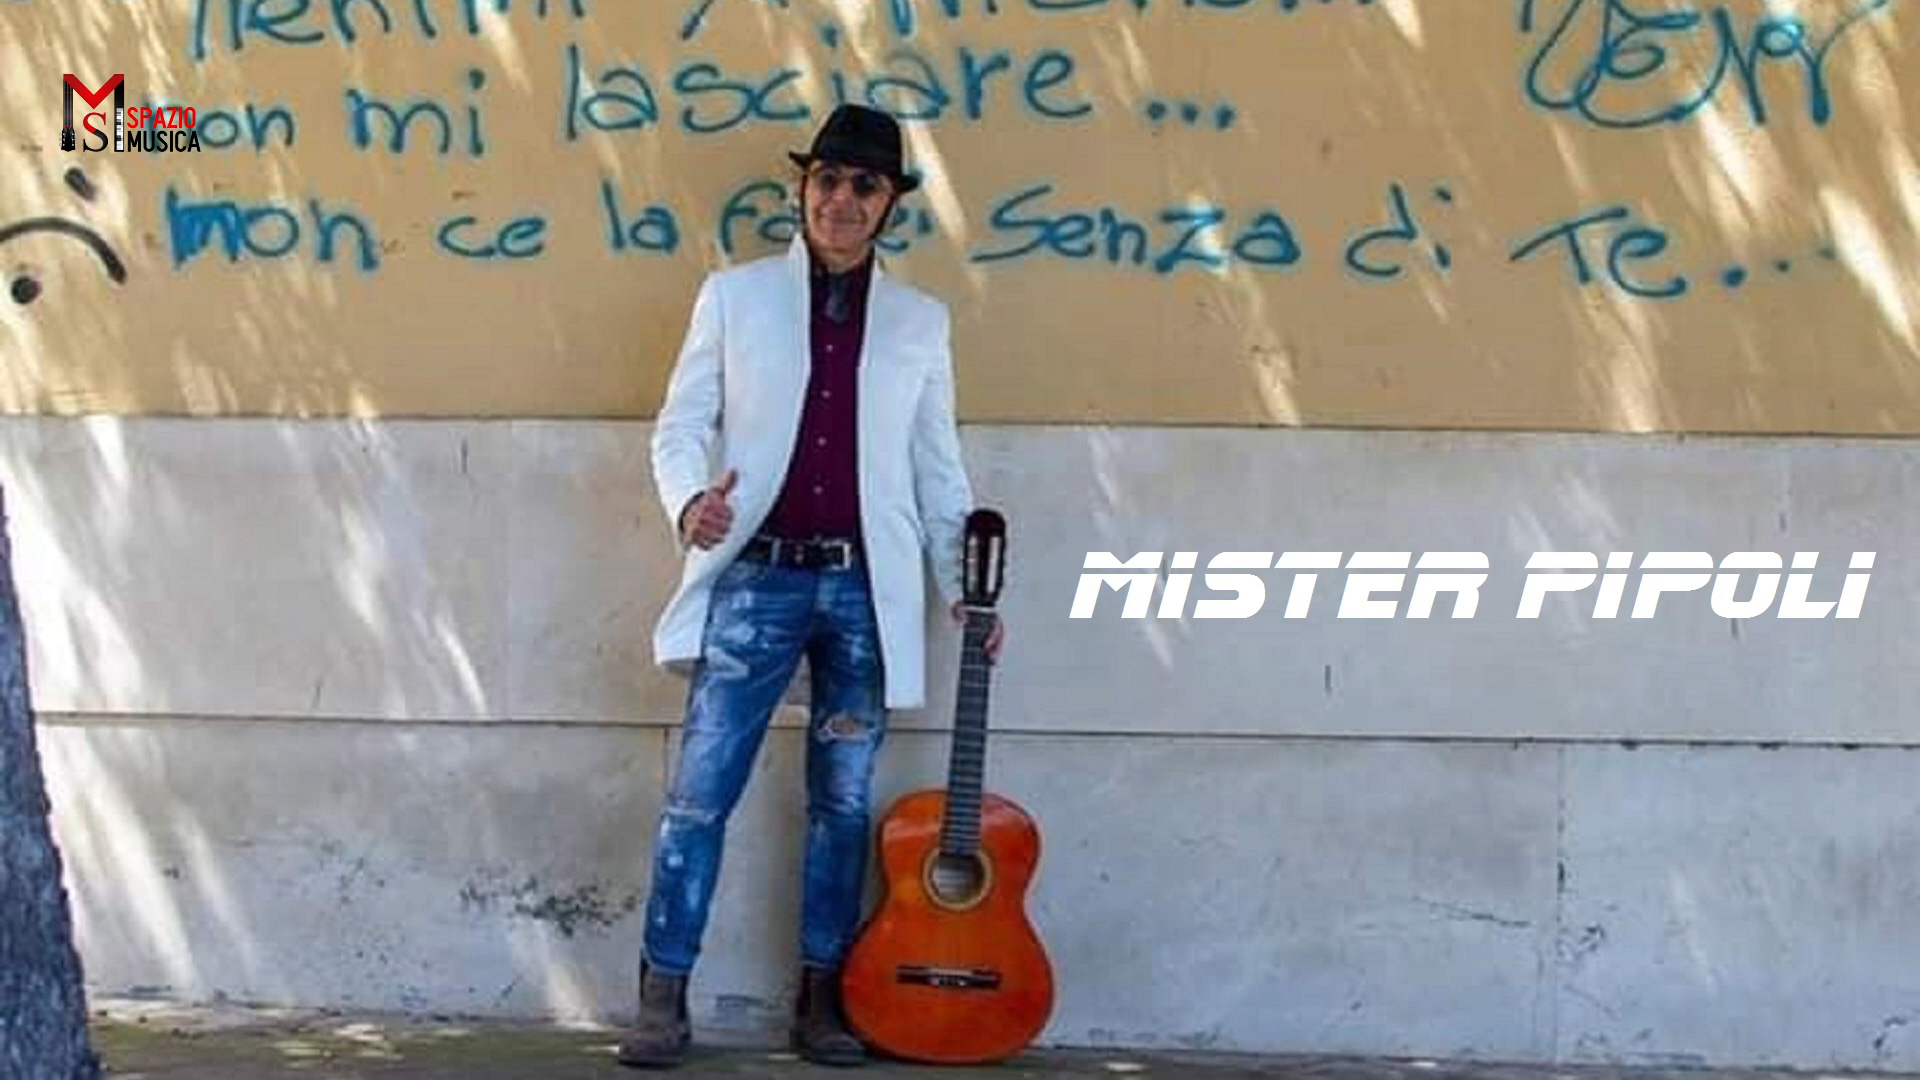 non mi lasciare...
SPAZIO
MUSICA
non ce la farei senza di Te...
MiSTER PiPOLi